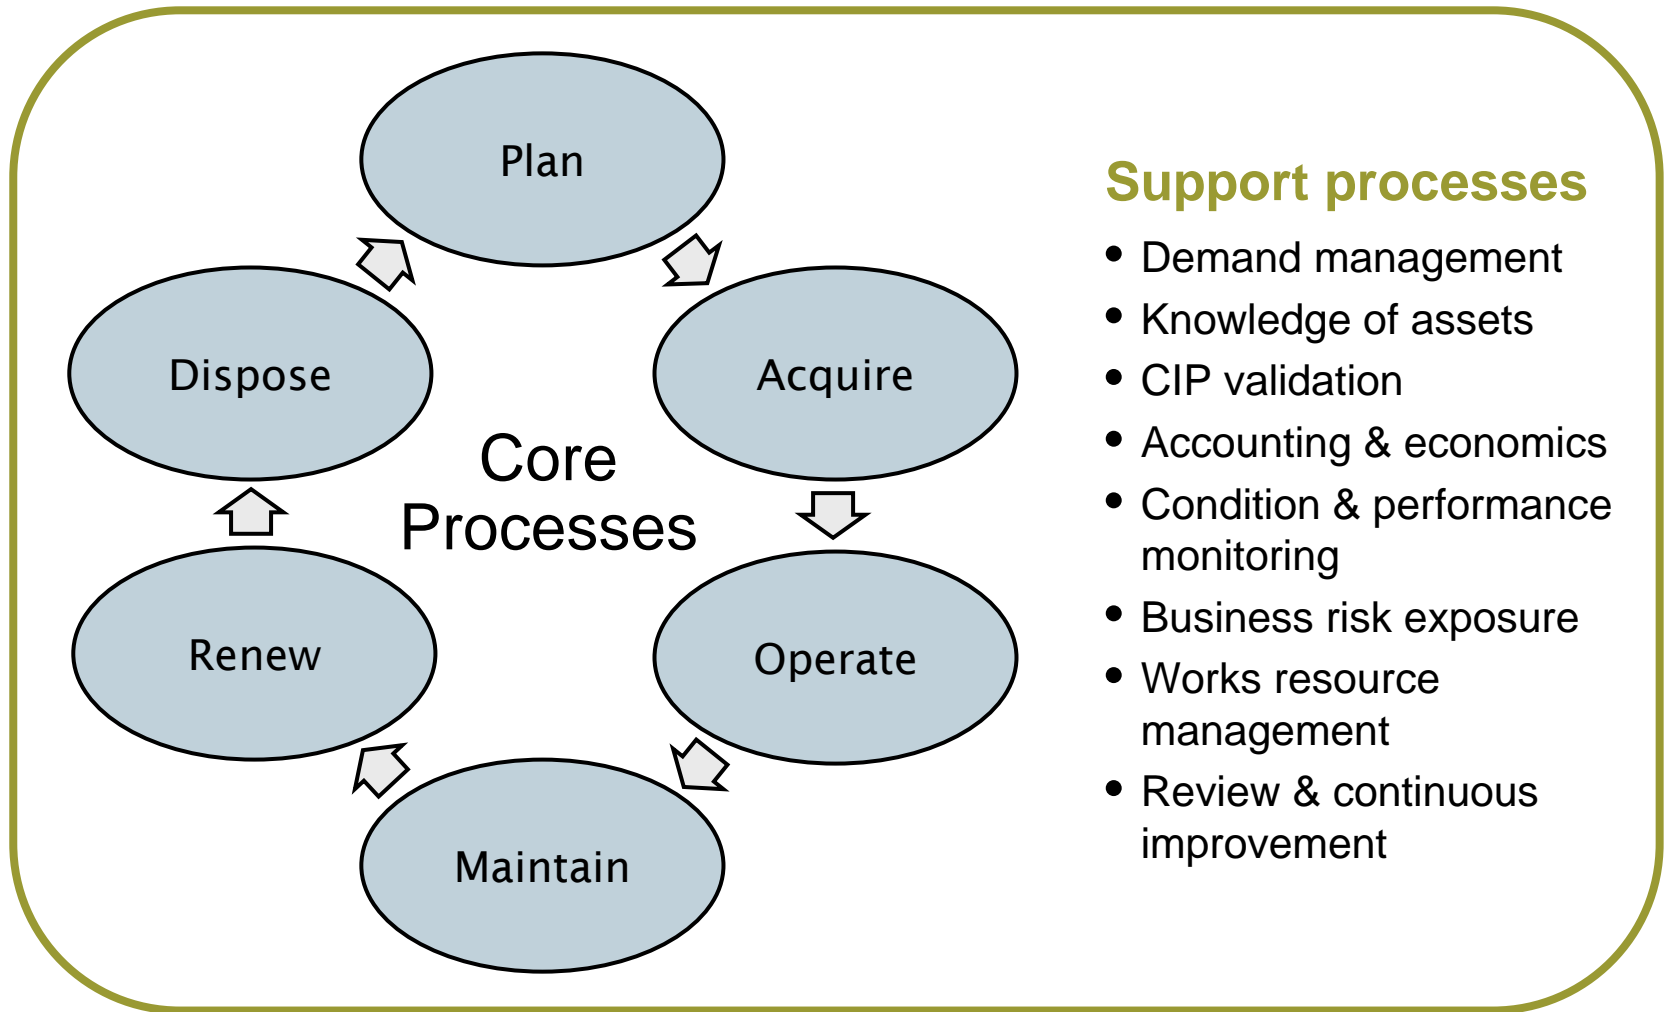 Plan
Acquire
Operate
Maintain
Renew
Dispose
Core
Processes
Support processes
• Demand management
• Knowledge of assets
• CIP validation
• Accounting & economics
• Condition & performance
monitoring
• Business risk exposure
• Works resource
management
• Review & continuous
improvement